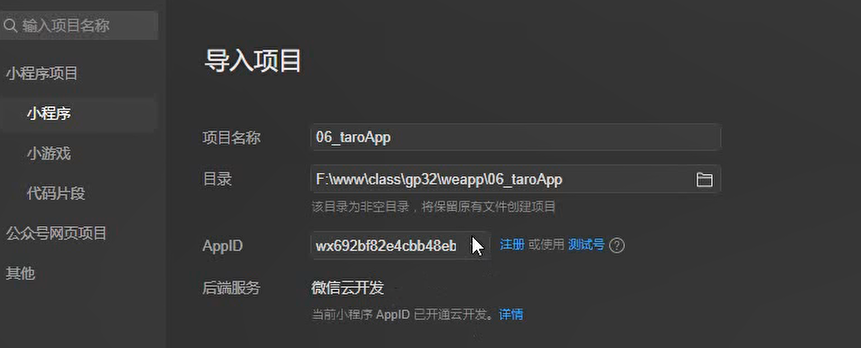 输入项目名称
小程序项目
小程序
小游戏
代码片段
公众号网页项目
其他
导入项目
项目名称 06_taroApp
目录 F:\www\class\gp32\weapp\06_taroApp
该目录为非空目录，将保留原有文件创建项目
AppID wx692bf82e4cbb48eb 注册 或使用 测试号 ?
后端服务 微信云开发
当前小程序 AppID 已开通云开发。详情